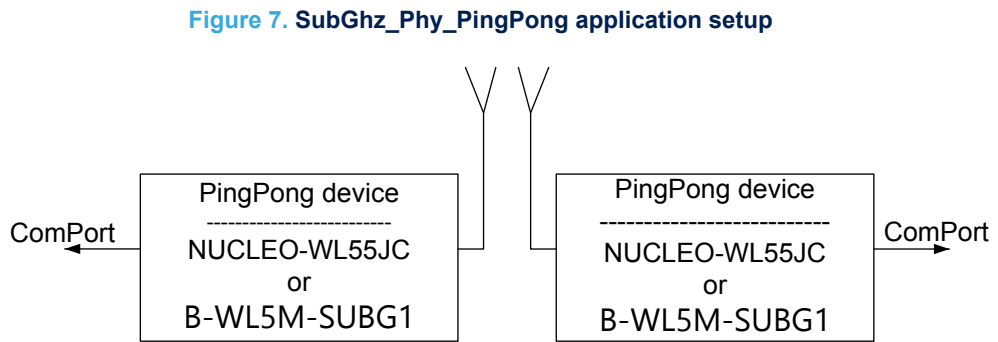 Figure 7. SubGhz_Phy_PingPong application setup
PingPong device
--------------------------
NUCLEO-WL55JC
or
B-WL5M-SUBG1
ComPort
PingPong device
--------------------------
NUCLEO-WL55JC
or
B-WL5M-SUBG1
ComPort